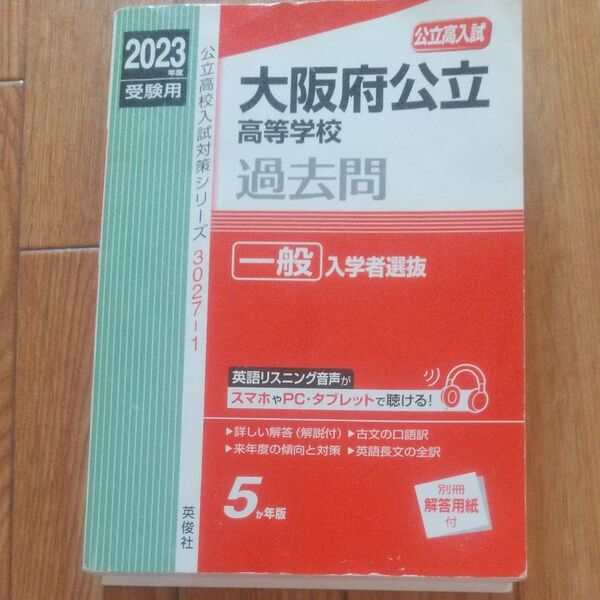 2023
年度
受験用
公立高校入試対策シリーズ 3027-1
英俊社
公立高入試
大阪府公立
高等学校
過去問
一般 入学者選抜
英語リスニング音声が
スマホやPC・タブレットで聴ける!
▶詳しい解答(解説付) ▶古文の口語訳
▶来年度の傾向と対策 ▶英語長文の全訳
5か年版
別冊
解答用紙
付